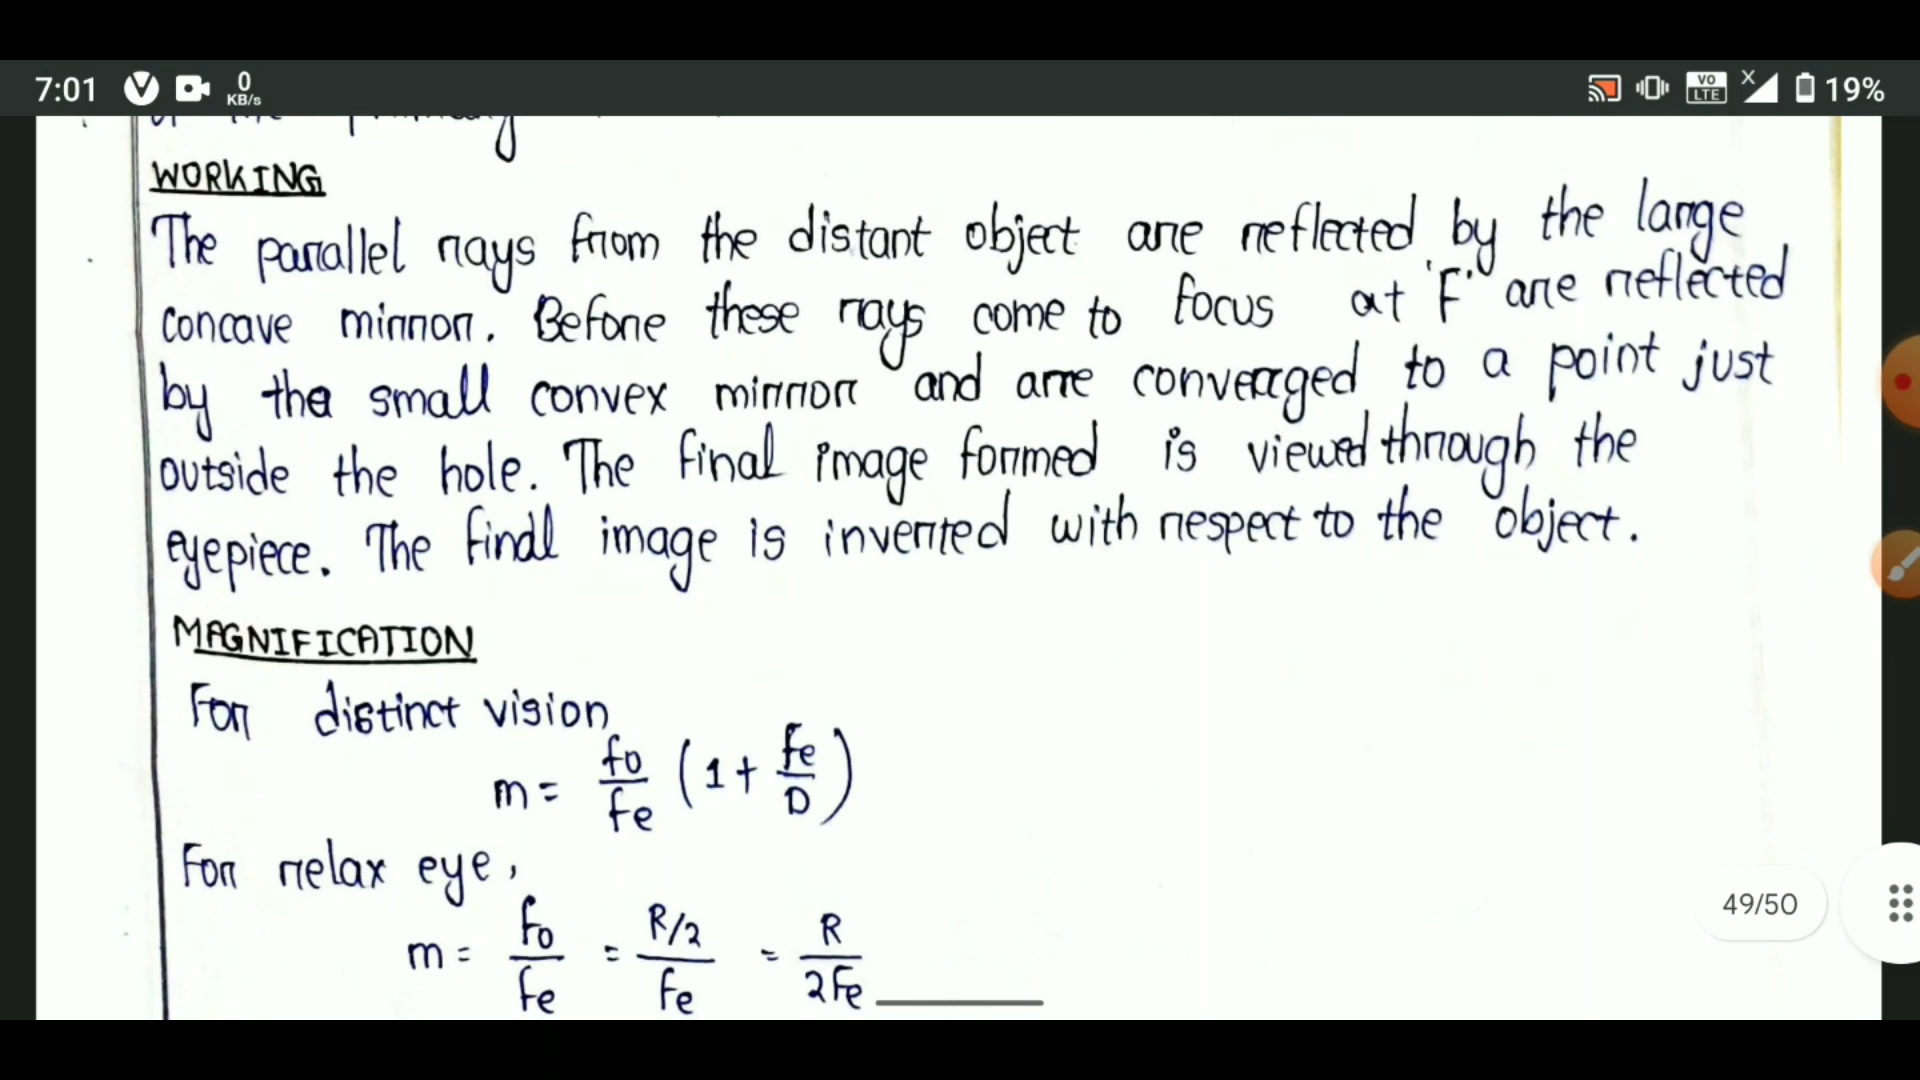 7:01 0 KB/s VO LTE X 19%
WORKING
The parallel rays from the distant object are reflected by the large
concave mirror. Before these rays come to focus at 'F' are reflected
by the small convex mirror and are converged to a point just
outside the hole. The final image formed is viewed through the
eyepiece. The final image is inverted with respect to the object.
MAGNIFICATION
For distinct vision
m = fo/fe (1 + fe/D)
For relax eye,
m = fo/fe = R/2/fe = R/2fe
49/50